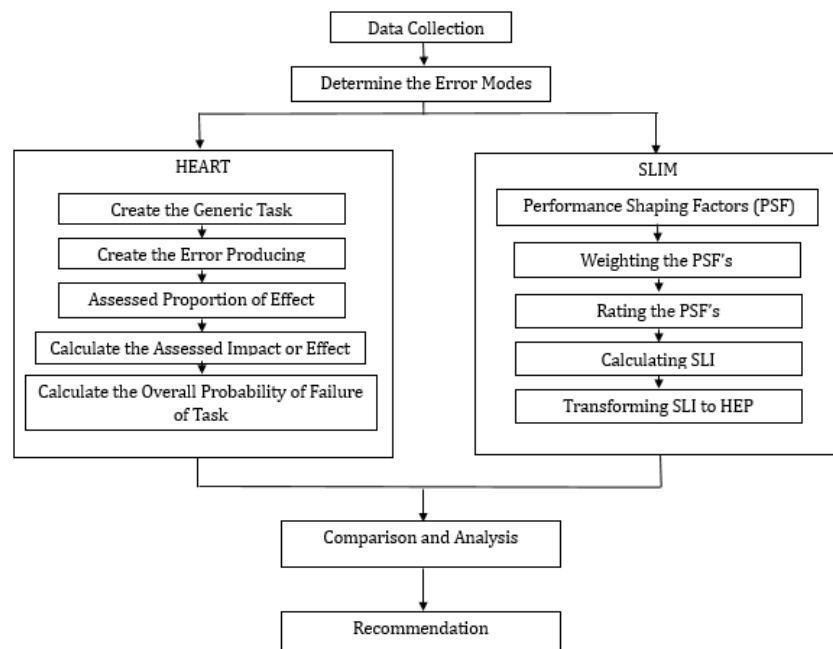 Data Collection
Determine the Error Modes
HEART
Create the Generic Task
Create the Error Producing
Assessed Proportion of Effect
Calculate the Assessed Impact or Effect
Calculate the Overall Probability of Failure
of Task
SLIM
Performance Shaping Factors (PSF)
Weighting the PSF's
Rating the PSF's
Calculating SLI
Transforming SLI to HEP
Comparison and Analysis
Recommendation